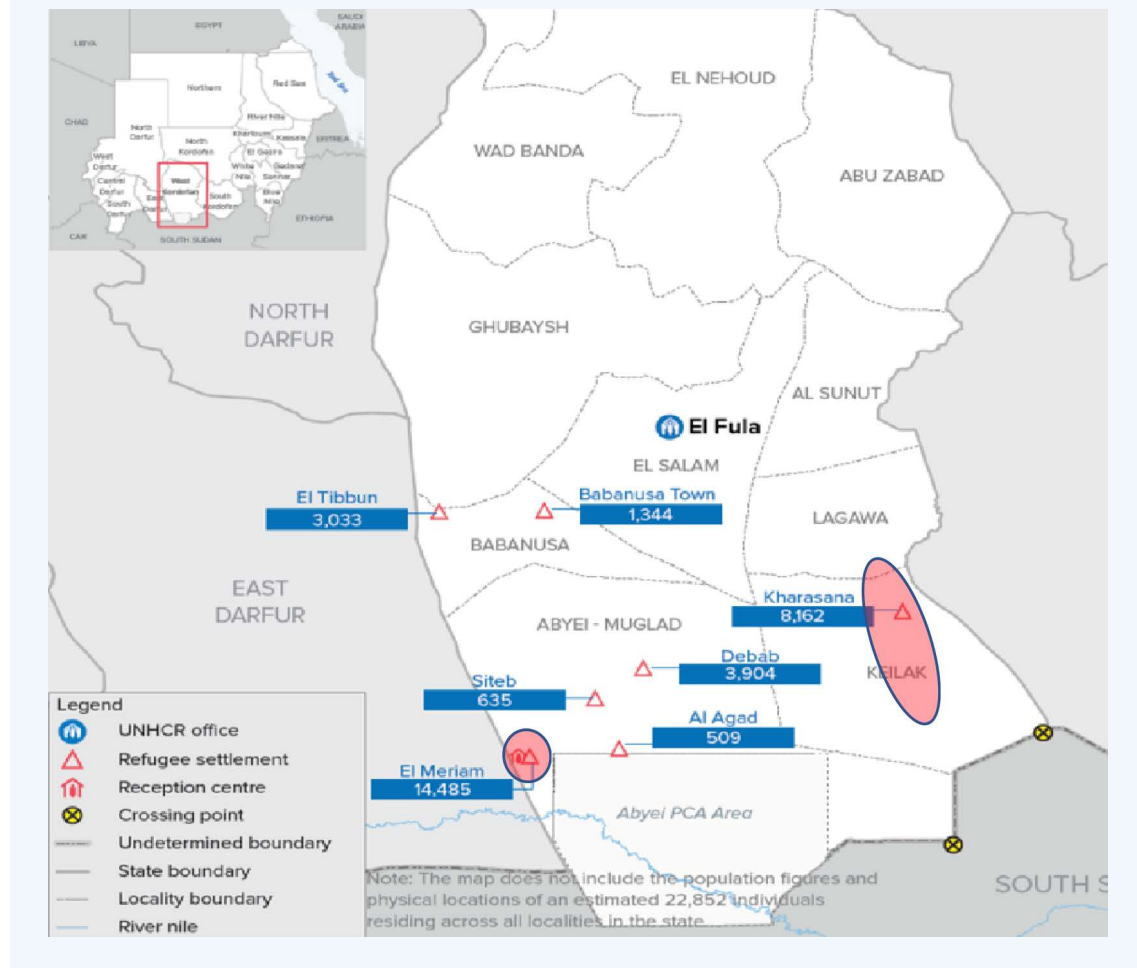 EGYPT
SAUDI
ARABIA
LIBYA
Red Sea
Northern
Red Sea
CHAD
River Nile
North
Darfur
Khartoum
Kassala
ERITREA
North
Kordofan
El Gezira
West
Darfur
White
Nile
Gedaref
Central
Darfur
West
Kordofan
Sennar
South
Darfur
East
Darfur
South
Kordofan
Blue
Nile
ETHIOPIA
CAR
SOUTH SUDAN
EL NEHOUD
WAD BANDA
ABU ZABAD
NORTH
DARFUR
GHUBAYSH
AL SUNUT
El Fula
EL SALAM
El Tibbun
3,033
Babanusa Town
1,344
LAGAWA
BABANUSA
EAST
DARFUR
Kharasana
8,162
ABYEI - MUGLAD
Debab
3,904
KEILAK
Siteb
635
Al Agad
509
El Meriam
14,485
Abyei PCA Area
Legend
UNHCR office
Refugee settlement
Reception centre
Crossing point
Undetermined boundary
State boundary
Locality boundary
River nile
Note: The map does not include the population figures and
physical locations of an estimated 22,852 individuals
residing across all localities in the state
SOUTH S